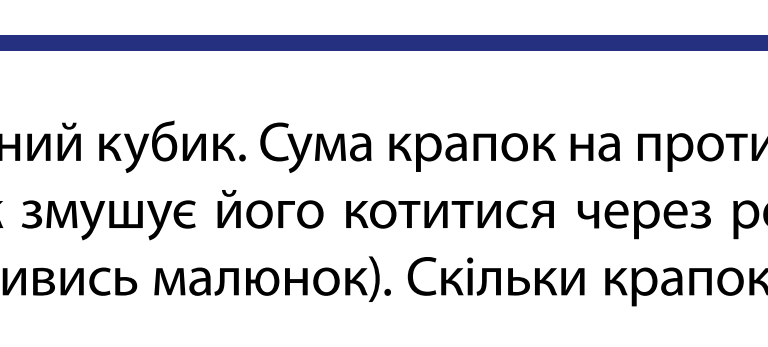 ний кубик. Сума крапок на проти
к змушує його котитися через р
ивись малюнок). Скільки крапок